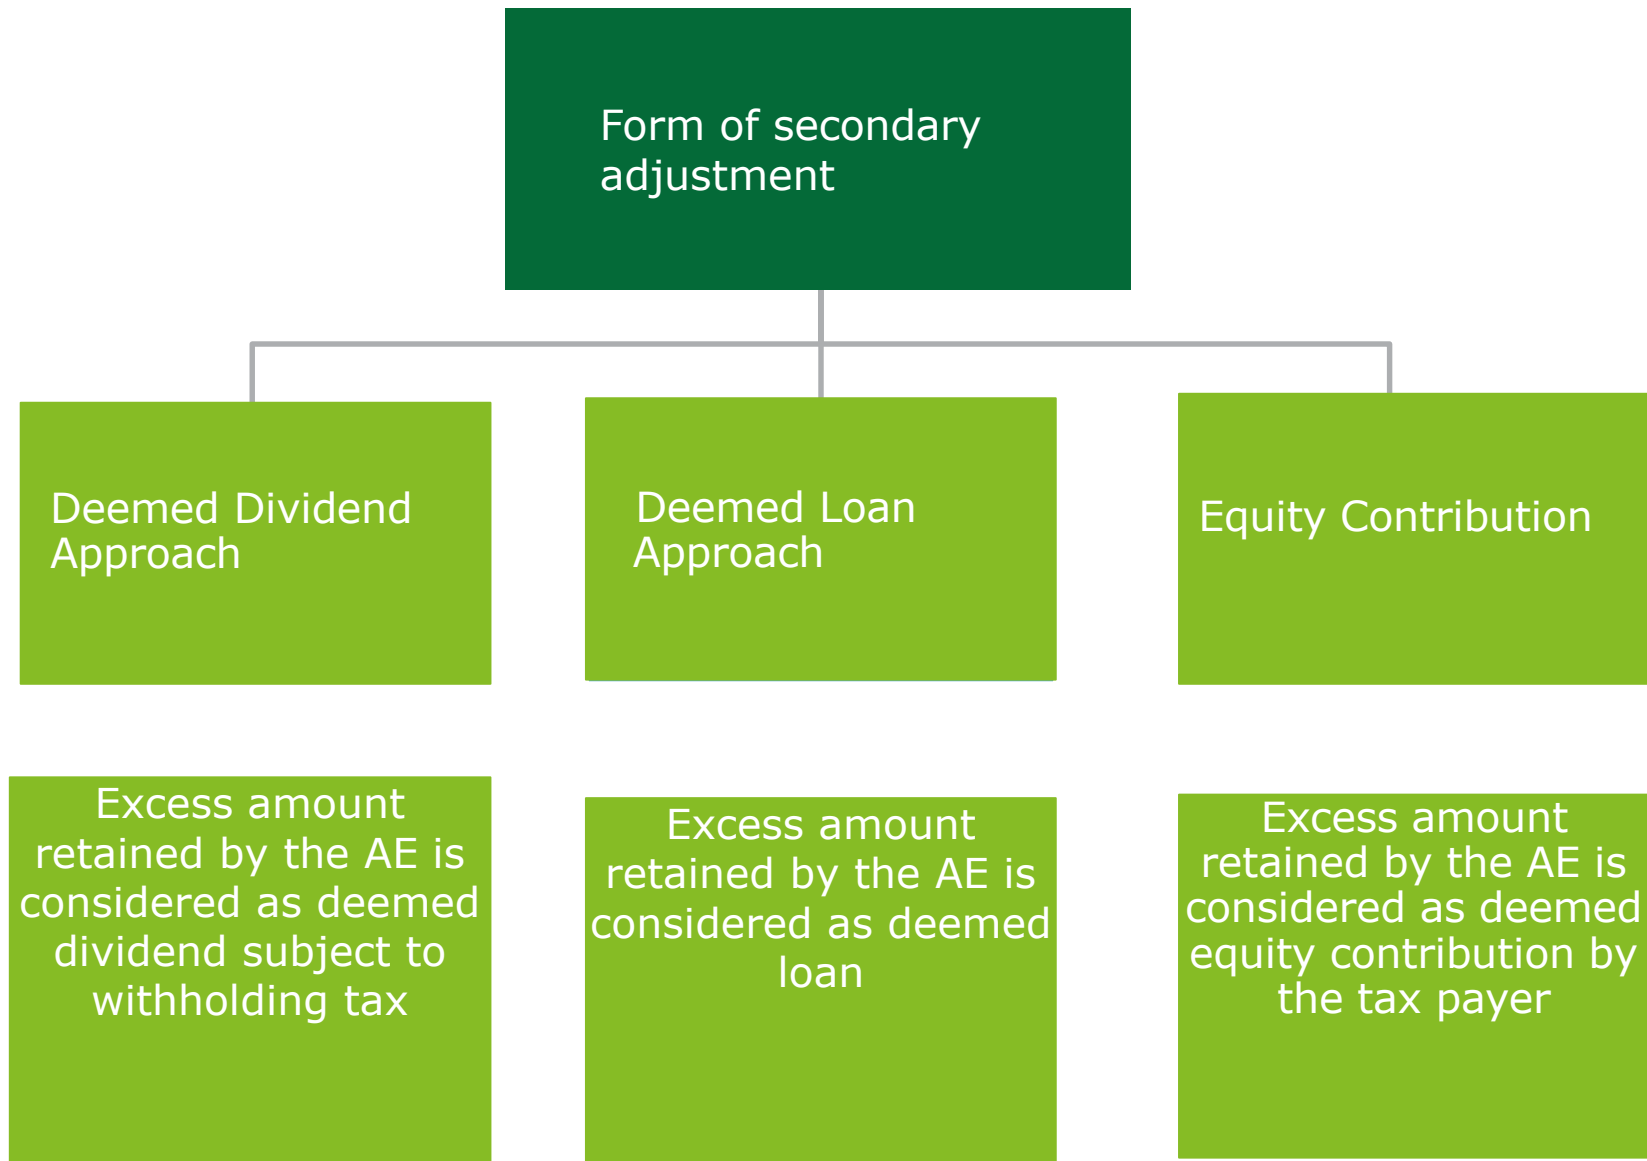 Form of secondary
adjustment
Deemed Dividend
Approach
Deemed Loan
Approach
Equity Contribution
Excess amount
retained by the AE is
considered as deemed
dividend subject to
withholding tax
Excess amount
retained by the AE is
considered as deemed
loan
Excess amount
retained by the AE is
considered as deemed
equity contribution by
the tax payer